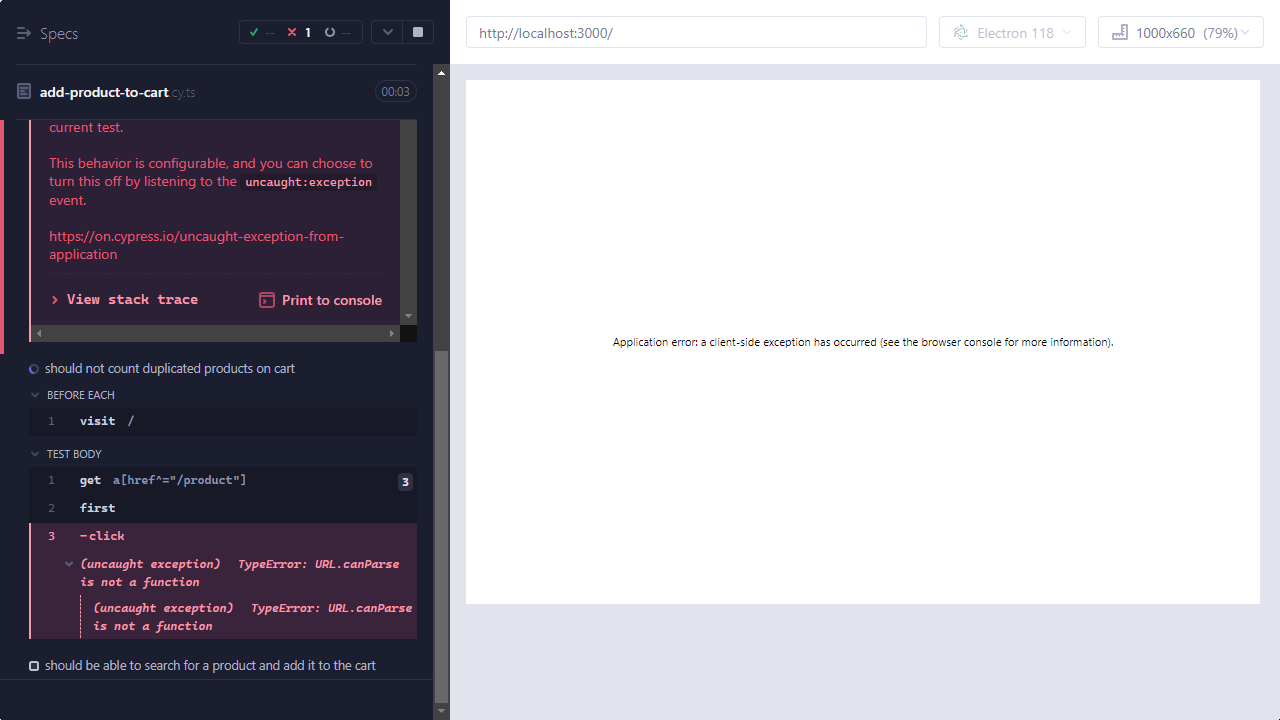 Specs
-- 1 --
http://localhost:3000/
Electron 118
1000x660 (79%)
add-product-to-cart.cy.ts
00:03
current test.
This behavior is configurable, and you can choose to
turn this off by listening to the uncaught:exception
event.
https://on.cypress.io/uncaught-exception-from-
application
View stack trace
Print to console
should not count duplicated products on cart
BEFORE EACH
1 visit /
TEST BODY
1 get a[href^="/product"] 3
2 first
3 -click
(uncaught exception) TypeError: URL.canParse
is not a function
(uncaught exception) TypeError: URL.canParse
is not a function
should be able to search for a product and add it to the cart
Application error: a client-side exception has occurred (see the browser console for more information).